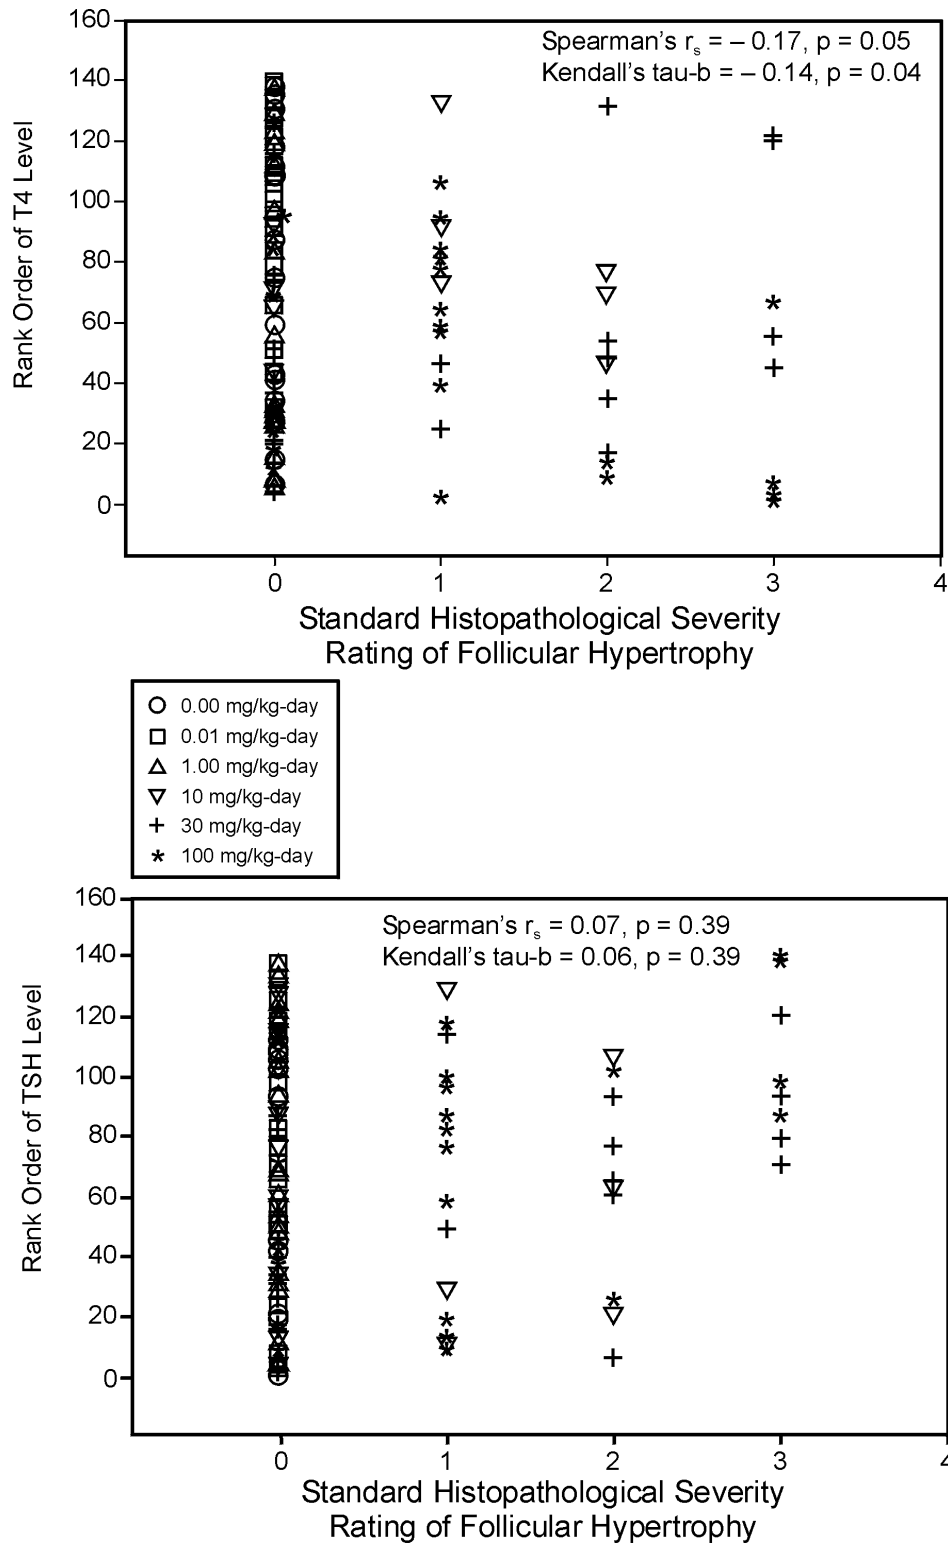 160
140
120
100
80
60
40
20
0
Rank Order of T4 Level
Spearman's rs = – 0.17, p = 0.05
Kendall's tau-b = – 0.14, p = 0.04
0 1 2 3 4
Standard Histopathological Severity
Rating of Follicular Hypertrophy
0.00 mg/kg-day
0.01 mg/kg-day
1.00 mg/kg-day
10 mg/kg-day
30 mg/kg-day
100 mg/kg-day
160
140
120
100
80
60
40
20
0
Rank Order of TSH Level
Spearman's rs = 0.07, p = 0.39
Kendall's tau-b = 0.06, p = 0.39
0 1 2 3 4
Standard Histopathological Severity
Rating of Follicular Hypertrophy